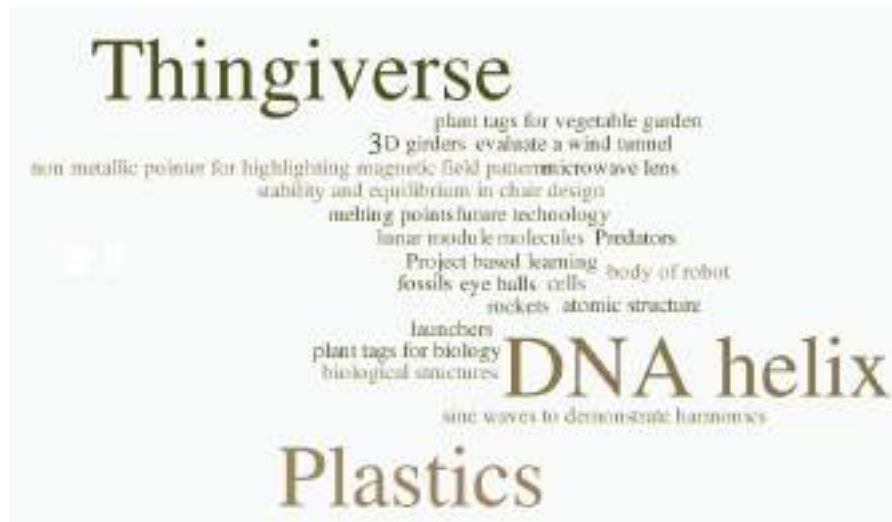 Thingiverse
plant tags for vegetable garden
3D girders evaluate a wind tunnel
non metallic pointer for highlighting magnetic field patterns microwave lens
stability and equilibrium in chair design
melting points future technology
lunar module molecules Predators
Project based learning
body of robot
fossils eye balls cells
rockets atomic structure
launchers
plant tags for biology
DNA helix
biological structures
sine waves to demonstrate harmonics
Plastics